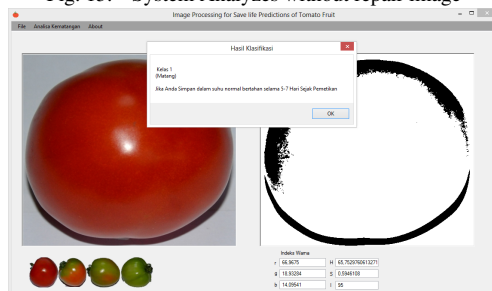 Fig. 15. System Analyzes without repair image
Image Processing for Save life Predictions of Tomato Fruit
File Analisa Kematangan About
Hasil Klasifikasi
Kelas 1
(Matang)
Jika Anda Simpan dalam suhu normal bertahan selama 5-7 Hari Sejak Pemetikan
OK
Indeks Warna
r 66,9675 H 65,7529760613271
g 18,93284 S 0,5946108
b 14,09541 I 95